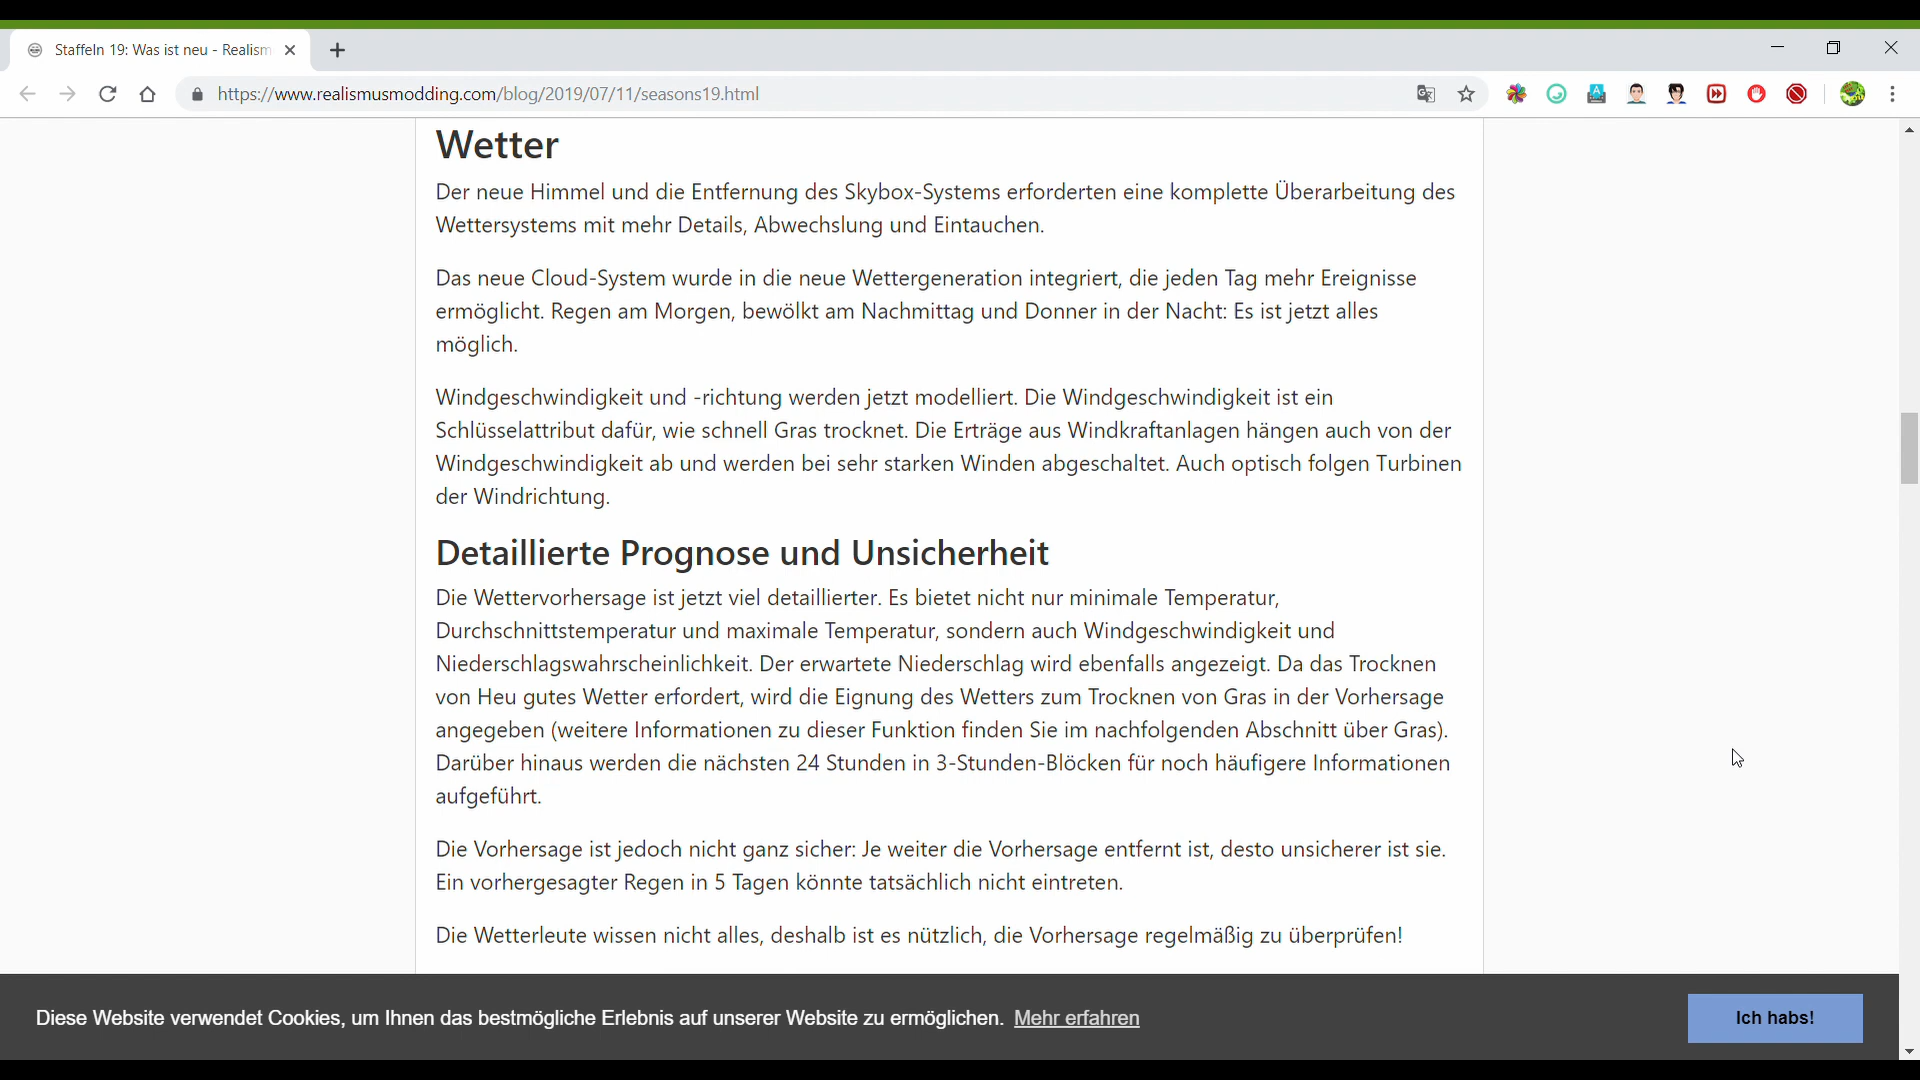 Staffeln 19: Was ist neu - Realism
https://www.realismusmodding.com/blog/2019/07/11/seasons19.html
Wetter
Der neue Himmel und die Entfernung des Skybox-Systems erforderten eine komplette Überarbeitung des
Wettersystems mit mehr Details, Abwechslung und Eintauchen.
Das neue Cloud-System wurde in die neue Wettergeneration integriert, die jeden Tag mehr Ereignisse
ermöglicht. Regen am Morgen, bewölkt am Nachmittag und Donner in der Nacht: Es ist jetzt alles
möglich.
Windgeschwindigkeit und -richtung werden jetzt modelliert. Die Windgeschwindigkeit ist ein
Schlüsselattribut dafür, wie schnell Gras trocknet. Die Erträge aus Windkraftanlagen hängen auch von der
Windgeschwindigkeit ab und werden bei sehr starken Winden abgeschaltet. Auch optisch folgen Turbinen
der Windrichtung.
Detaillierte Prognose und Unsicherheit
Die Wettervorhersage ist jetzt viel detaillierter. Es bietet nicht nur minimale Temperatur,
Durchschnittstemperatur und maximale Temperatur, sondern auch Windgeschwindigkeit und
Niederschlagswahrscheinlichkeit. Der erwartete Niederschlag wird ebenfalls angezeigt. Da das Trocknen
von Heu gutes Wetter erfordert, wird die Eignung des Wetters zum Trocknen von Gras in der Vorhersage
angegeben (weitere Informationen zu dieser Funktion finden Sie im nachfolgenden Abschnitt über Gras).
Darüber hinaus werden die nächsten 24 Stunden in 3-Stunden-Blöcken für noch häufigere Informationen
aufgeführt.
Die Vorhersage ist jedoch nicht ganz sicher: Je weiter die Vorhersage entfernt ist, desto unsicherer ist sie.
Ein vorhergesagter Regen in 5 Tagen könnte tatsächlich nicht eintreten.
Die Wetterleute wissen nicht alles, deshalb ist es nützlich, die Vorhersage regelmäßig zu überprüfen!
Diese Website verwendet Cookies, um Ihnen das bestmögliche Erlebnis auf unserer Website zu ermöglichen. Mehr erfahren
Ich habs!